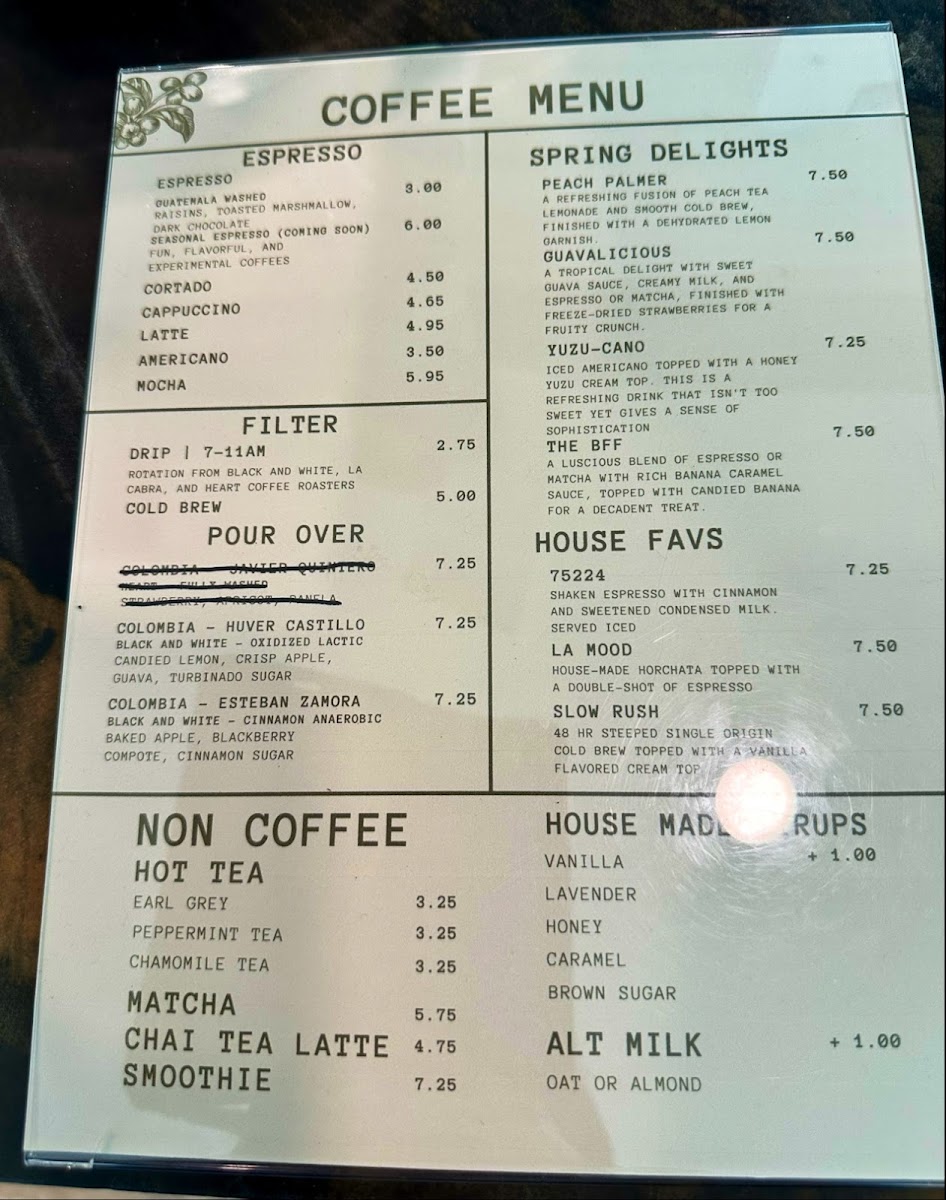 COFFEE MENU
ESPRESSO
ESPRESSO 3.00
GUATEMALA WASHED
RAISINS, TOASTED MARSHMALLOW,
DARK CHOCOLATE
SEASONAL ESPRESSO (COMING SOON) 6.00
FUN, FLAVORFUL, AND
EXPERIMENTAL COFFEES
CORTADO 4.50
CAPPUCCINO 4.65
LATTE 4.95
AMERICANO 3.50
MOCHA 5.95
FILTER
DRIP | 7-11AM 2.75
ROTATION FROM BLACK AND WHITE, LA
CABRA, AND HEART COFFEE ROASTERS
COLD BREW 5.00
POUR OVER
COLOMBIA - JAVIER QUINTERO 7.25
HEART - FULLY WASHED
STRAWBERRY, APRICOT, PANELA
COLOMBIA - HUVER CASTILLO 7.25
BLACK AND WHITE - OXIDIZED LACTIC
CANDIED LEMON, CRISP APPLE,
GUAVA, TURBINADO SUGAR
COLOMBIA - ESTEBAN ZAMORA 7.25
BLACK AND WHITE - CINNAMON ANAEROBIC
BAKED APPLE, BLACKBERRY
COMPOTE, CINNAMON SUGAR
SPRING DELIGHTS
PEACH PALMER 7.50
A REFRESHING FUSION OF PEACH TEA
LEMONADE AND SMOOTH COLD BREW,
FINISHED WITH A DEHYDRATED LEMON
GARNISH.
GUAVALICIOUS 7.50
A TROPICAL DELIGHT WITH SWEET
GUAVA SAUCE, CREAMY MILK, AND
ESPRESSO OR MATCHA, FINISHED WITH
FREEZE-DRIED STRAWBERRIES FOR A
FRUITY CRUNCH.
YUZU-CANO 7.25
ICED AMERICANO TOPPED WITH A HONEY
YUZU CREAM TOP. THIS IS A
REFRESHING DRINK THAT ISN'T TOO
SWEET YET GIVES A SENSE OF
SOPHISTICATION
THE BFF 7.50
A LUSCIOUS BLEND OF ESPRESSO OR
MATCHA WITH RICH BANANA CARAMEL
SAUCE, TOPPED WITH CANDIED BANANA
FOR A DECADENT TREAT.
HOUSE FAVS
75224 7.25
SHAKEN ESPRESSO WITH CINNAMON
AND SWEETENED CONDENSED MILK.
SERVED ICED
LA MOOD 7.50
HOUSE-MADE HORCHATA TOPPED WITH
A DOUBLE-SHOT OF ESPRESSO
SLOW RUSH 7.50
48 HR STEEPED SINGLE ORIGIN
COLD BREW TOPPED WITH A VANILLA
FLAVORED CREAM TOP
NON COFFEE
HOT TEA
EARL GREY 3.25
PEPPERMINT TEA 3.25
CHAMOMILE TEA 3.25
MATCHA 5.75
CHAI TEA LATTE 4.75
SMOOTHIE 7.25
HOUSE MADE
VANILLA + 1.00
LAVENDER
HONEY
CARAMEL
BROWN SUGAR
ALT MILK + 1.00
OAT OR ALMOND